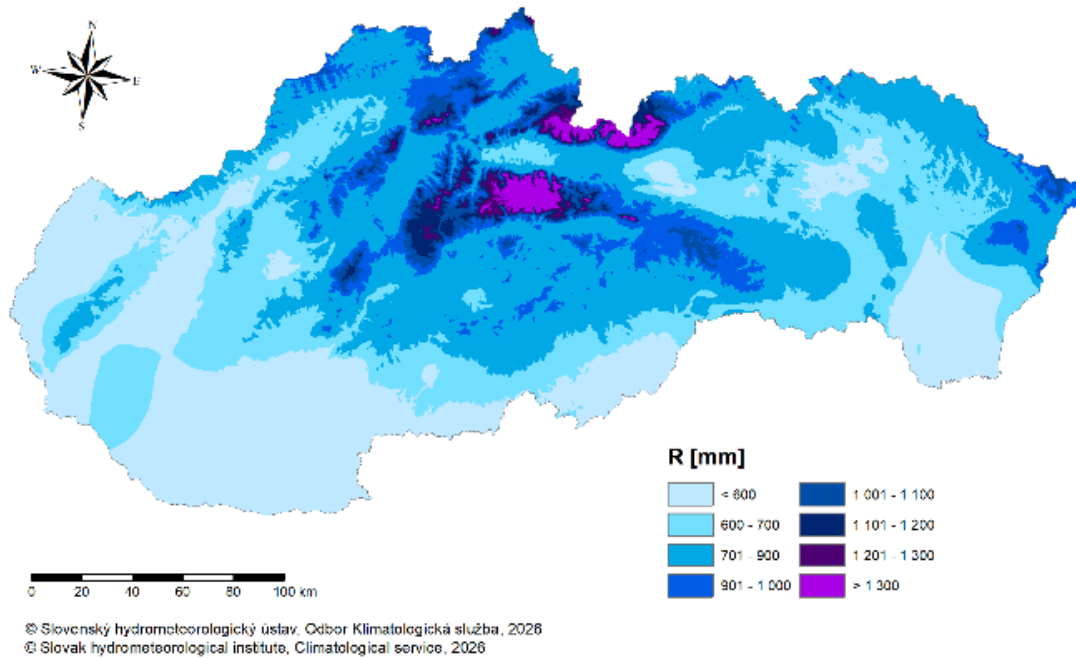 N
W E
S
R [mm]
< 600
600 - 700
701 - 900
901 - 1 000
1 001 - 1 100
1 101 - 1 200
1 201 - 1 300
> 1 300
0 20 40 60 80 100 km
© Slovenský hydrometeorologický ústav, Odbor Klimatologická služba, 2026
© Slovak hydrometeorological institute, Climatological service, 2026